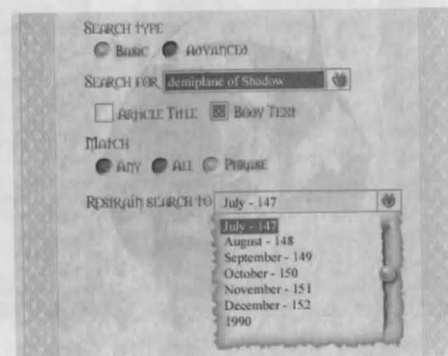 Search type
Basic Advanced
Search for demiplane of Shadow
Article Title Body Text
Match
Any All Phrase
Restrain search to July - 147
July - 147
August - 148
September - 149
October - 150
November - 151
December - 152
1990